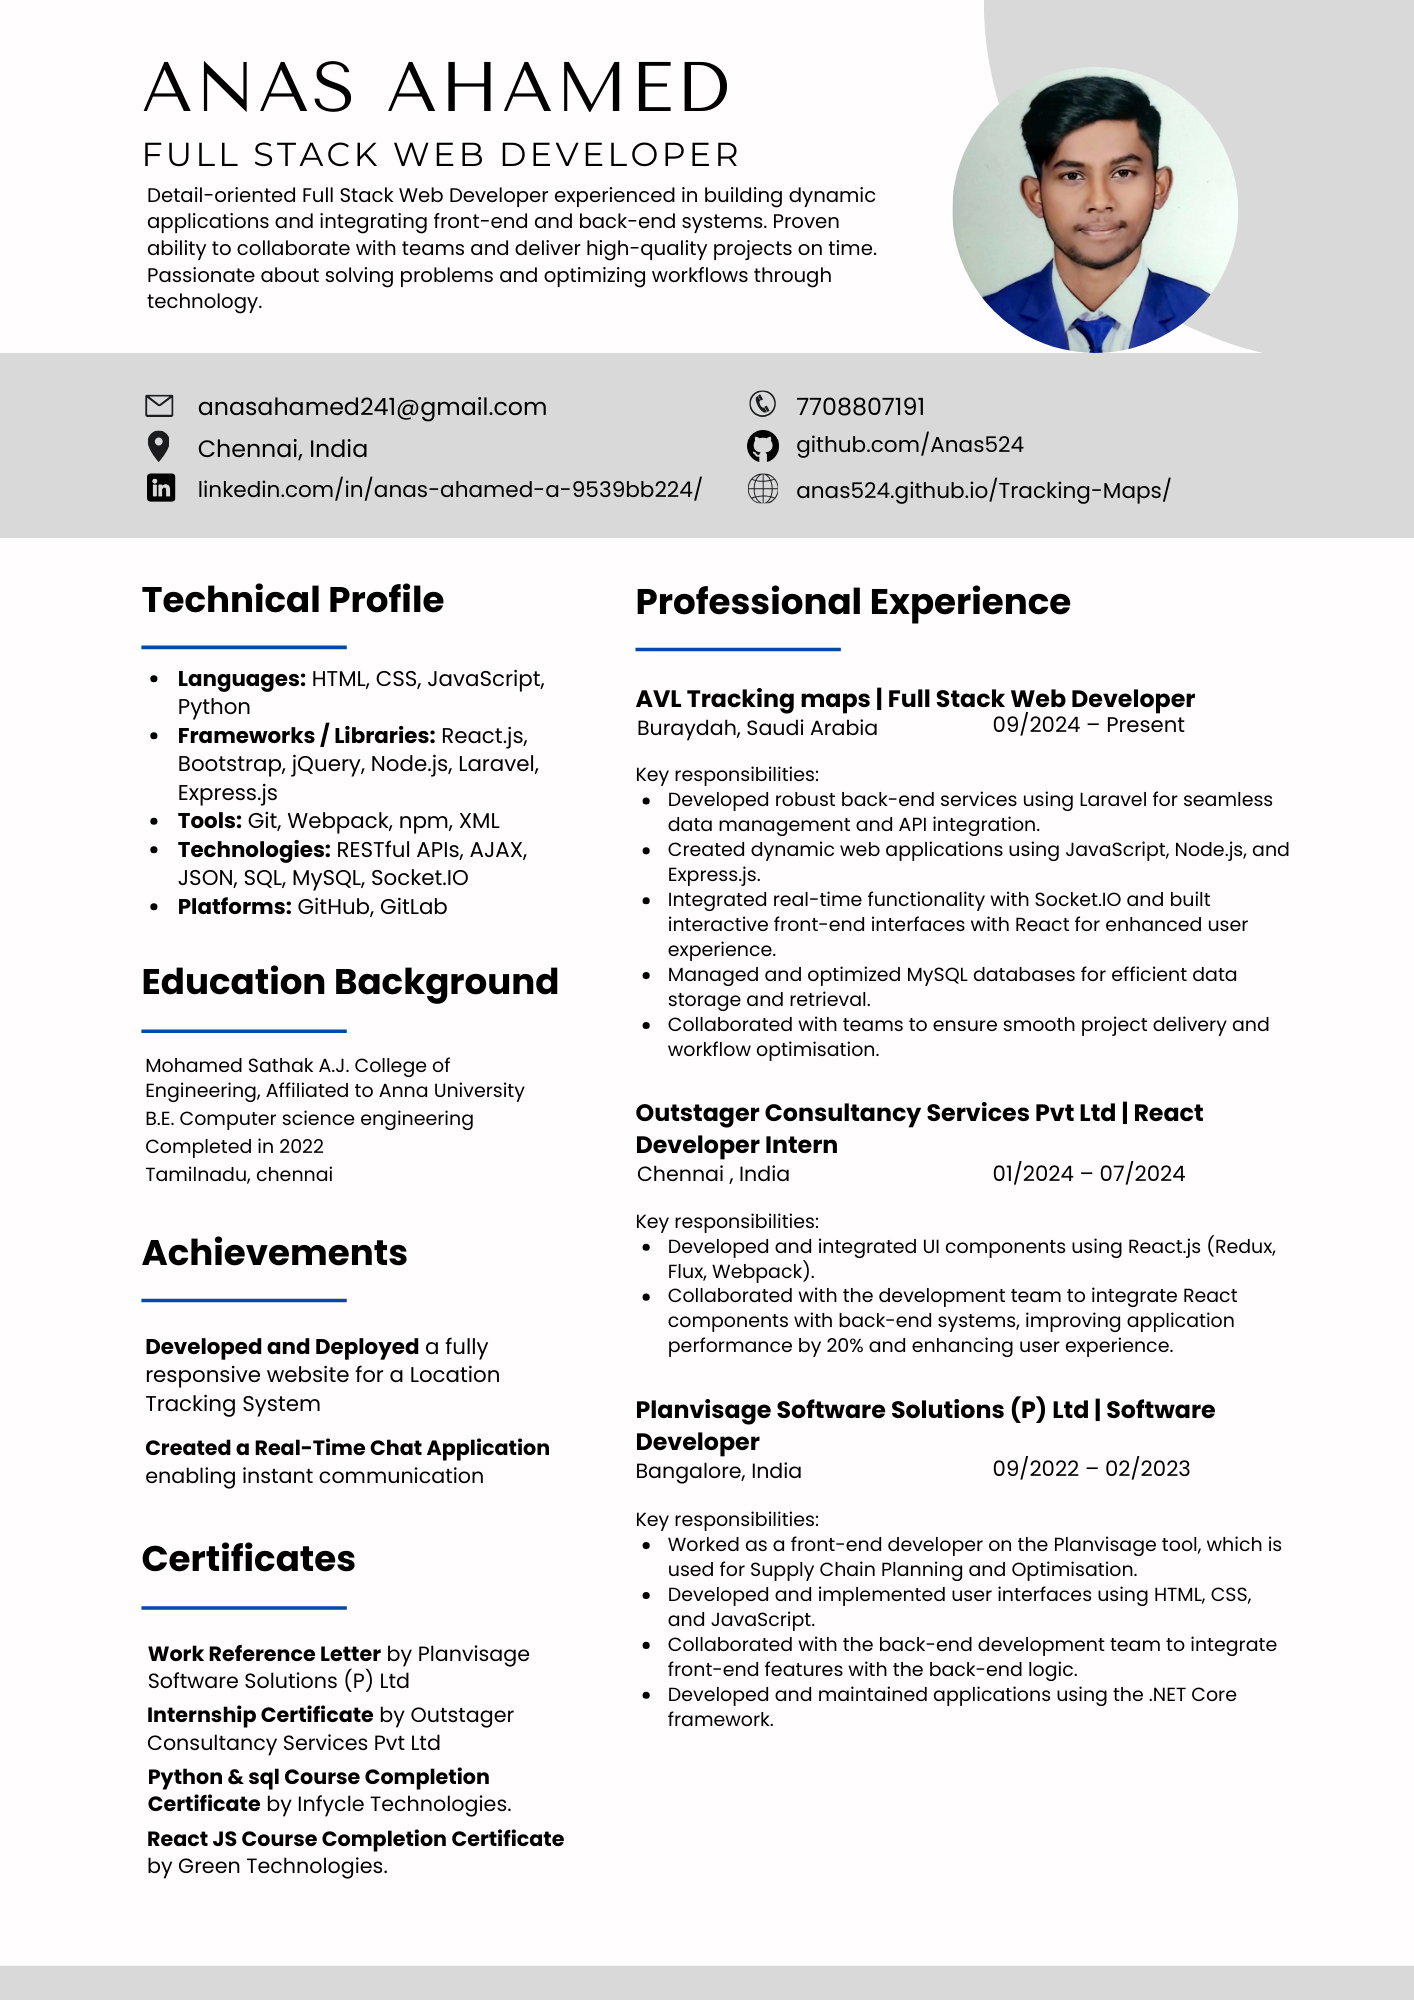 ANAS AHAMED
FULL STACK WEB DEVELOPER
Detail-oriented Full Stack Web Developer experienced in building dynamic
applications and integrating front-end and back-end systems. Proven
ability to collaborate with teams and deliver high-quality projects on time.
Passionate about solving problems and optimizing workflows through
technology.
anasahamed241@gmail.com
7708807191
Chennai, India
github.com/Anas524
linkedin.com/in/anas-ahamed-a-9539bb224/
anas524.github.io/Tracking-Maps/
Technical Profile
• Languages: HTML, CSS, JavaScript,
Python
• Frameworks / Libraries: React.js,
Bootstrap, jQuery, Node.js, Laravel,
Express.js
• Tools: Git, Webpack, npm, XML
• Technologies: RESTful APIs, AJAX,
JSON, SQL, MySQL, Socket.IO
• Platforms: GitHub, GitLab
Education Background
Mohamed Sathak A.J. College of
Engineering, Affiliated to Anna University
B.E. Computer science engineering
Completed in 2022
Tamilnadu, chennai
Achievements
Developed and Deployed a fully
responsive website for a Location
Tracking System
Created a Real-Time Chat Application
enabling instant communication
Certificates
Work Reference Letter by Planvisage
Software Solutions (P) Ltd
Internship Certificate by Outstager
Consultancy Services Pvt Ltd
Python & sql Course Completion
Certificate by Infycle Technologies.
React JS Course Completion Certificate
by Green Technologies.
Professional Experience
AVL Tracking maps | Full Stack Web Developer
Buraydah, Saudi Arabia 09/2024 – Present
Key responsibilities:
• Developed robust back-end services using Laravel for seamless
data management and API integration.
• Created dynamic web applications using JavaScript, Node.js, and
Express.js.
• Integrated real-time functionality with Socket.IO and built
interactive front-end interfaces with React for enhanced user
experience.
• Managed and optimized MySQL databases for efficient data
storage and retrieval.
• Collaborated with teams to ensure smooth project delivery and
workflow optimisation.
Outstager Consultancy Services Pvt Ltd | React
Developer Intern
Chennai , India 01/2024 – 07/2024
Key responsibilities:
• Developed and integrated UI components using React.js (Redux,
Flux, Webpack).
• Collaborated with the development team to integrate React
components with back-end systems, improving application
performance by 20% and enhancing user experience.
Planvisage Software Solutions (P) Ltd | Software
Developer
Bangalore, India 09/2022 – 02/2023
Key responsibilities:
• Worked as a front-end developer on the Planvisage tool, which is
used for Supply Chain Planning and Optimisation.
• Developed and implemented user interfaces using HTML, CSS,
and JavaScript.
• Collaborated with the back-end development team to integrate
front-end features with the back-end logic.
• Developed and maintained applications using the .NET Core
framework.